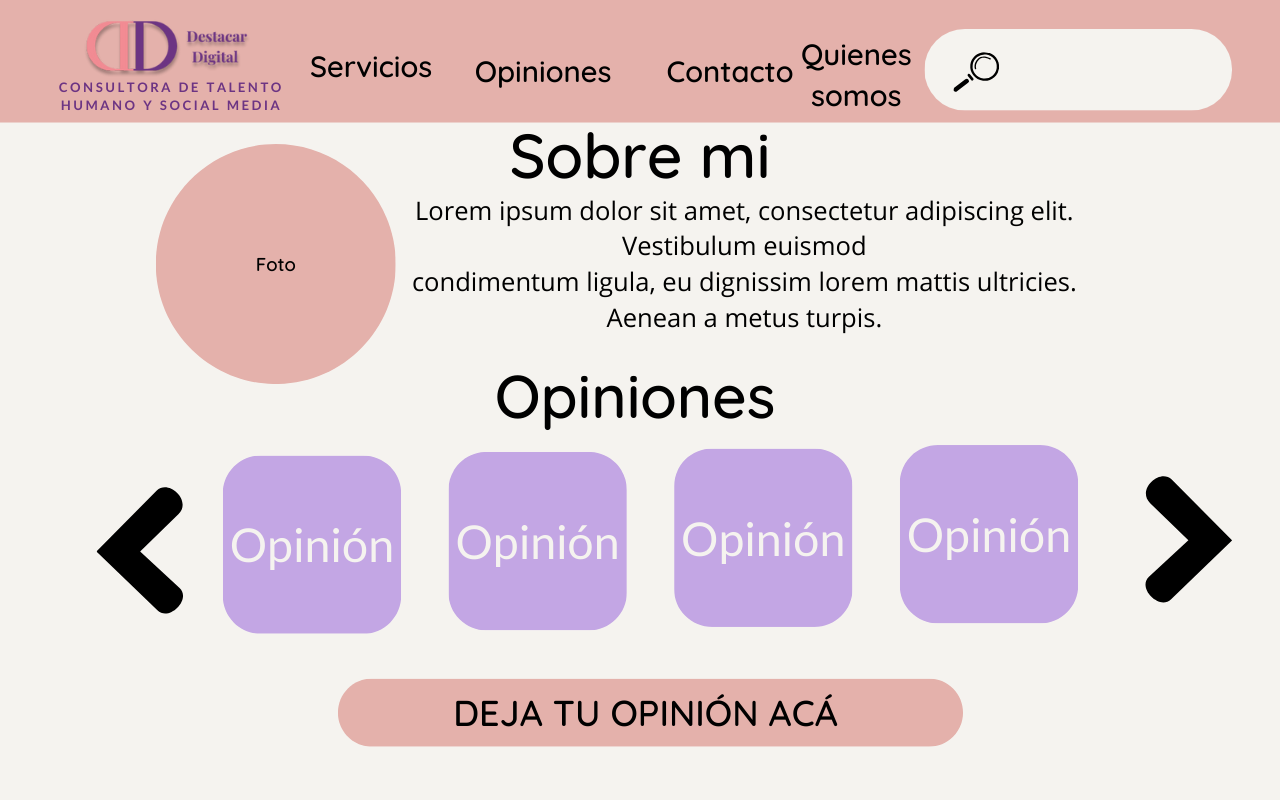 Destacar
Digital
CONSULTORA DE TALENTO
HUMANO Y SOCIAL MEDIA
Servicios
Opiniones
Contacto
Quienes
somos
Sobre mi
Foto
Lorem ipsum dolor sit amet, consectetur adipiscing elit.
Vestibulum euismod
condimentum ligula, eu dignissim lorem mattis ultricies.
Aenean a metus turpis.
Opiniones
Opinión
Opinión
Opinión
Opinión
DEJA TU OPINIÓN ACÁ